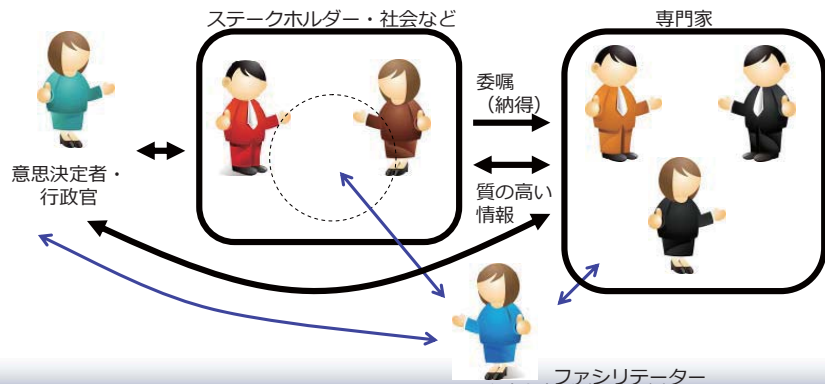 ステークホルダー・社会など
専門家
委嘱
（納得）
意思決定者・
行政官
質の高い
情報
ファシリテーター